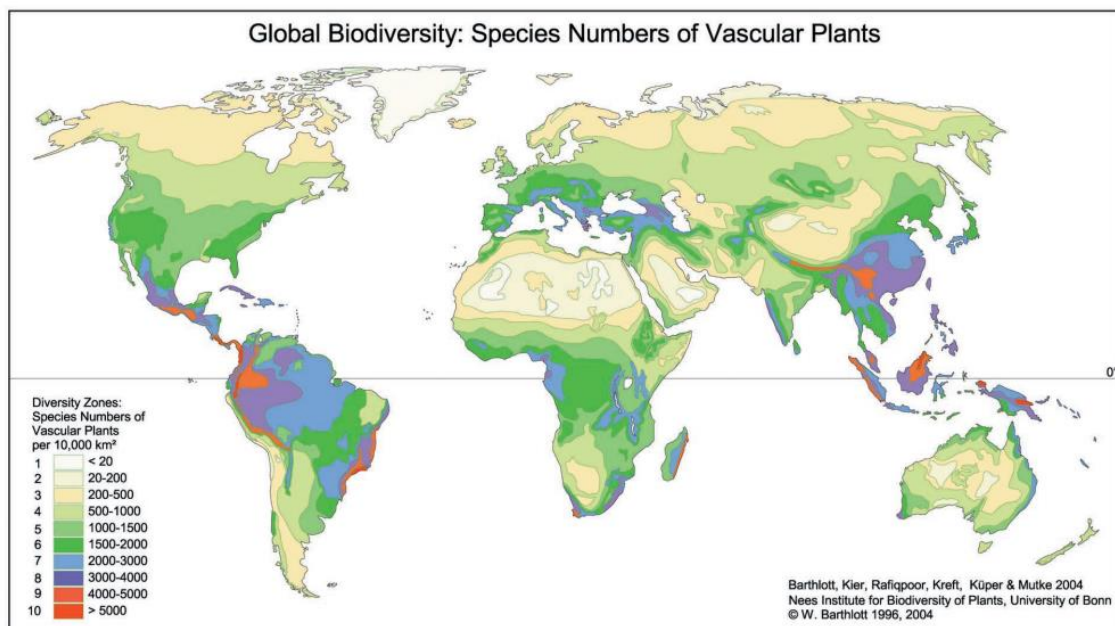 Global Biodiversity: Species Numbers of Vascular Plants
0°
Diversity Zones:
Species Numbers of
Vascular Plants
per 10,000 km²
1 < 20
2 20-200
3 200-500
4 500-1000
5 1000-1500
6 1500-2000
7 2000-3000
8 3000-4000
9 4000-5000
10 > 5000
Barthlott, Kier, Rafiqpoor, Kreft, Küper & Mutke 2004
Nees Institute for Biodiversity of Plants, University of Bonn
© W. Barthlott 1996, 2004